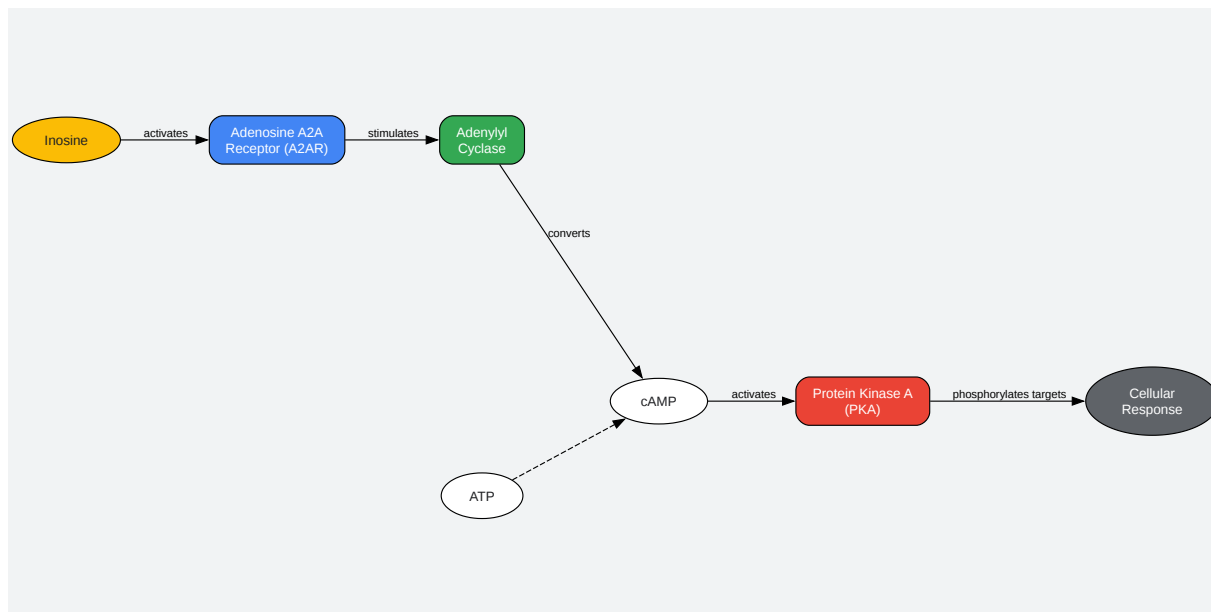 Inosine
activates
Adenosine A2A
Receptor (A2AR)
stimulates
Adenylyl
Cyclase
converts
cAMP
activates
Protein Kinase A
(PKA)
phosphorylates targets
Cellular
Response
ATP